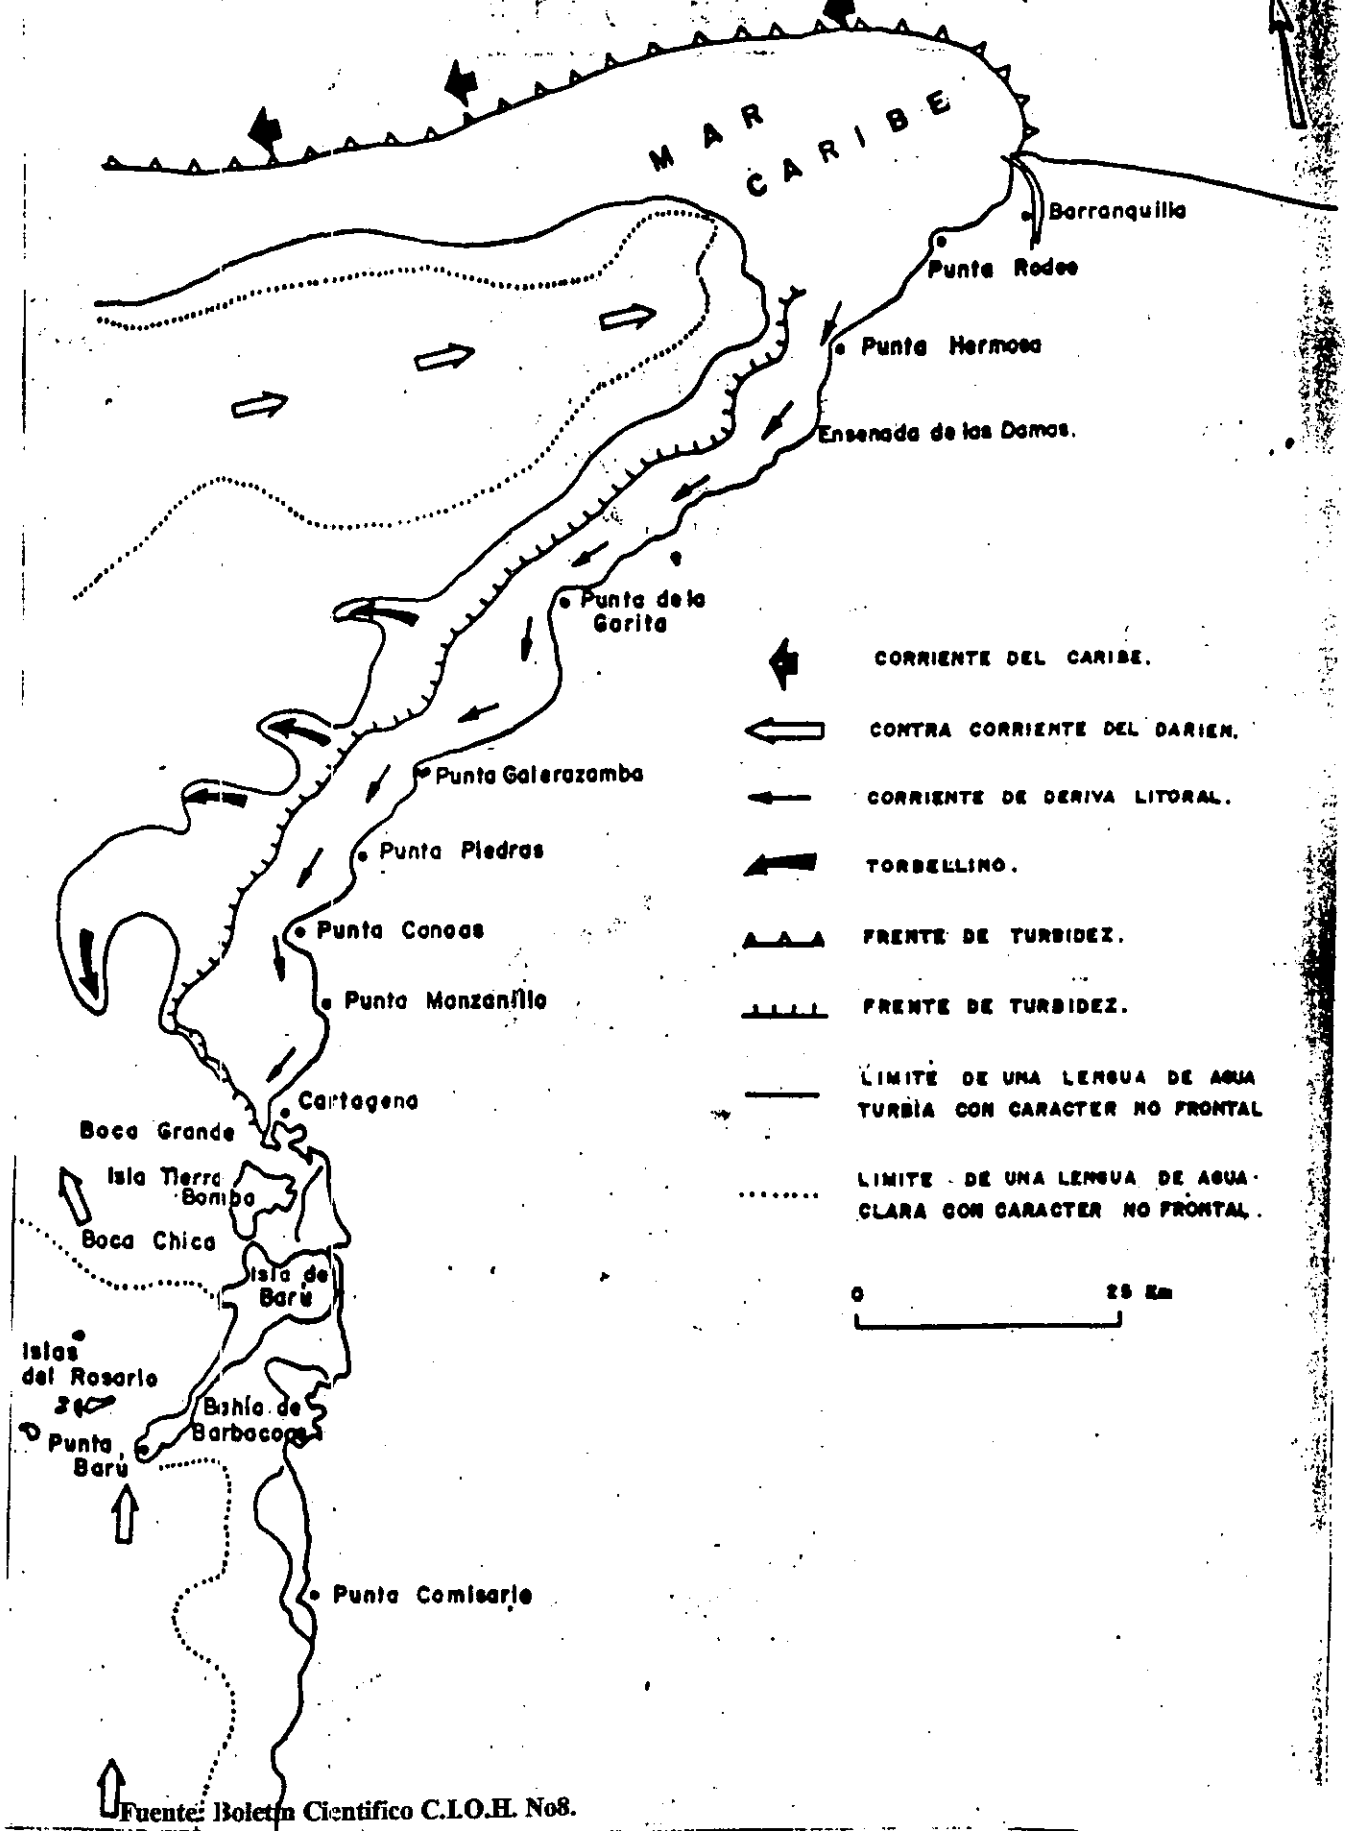 MAR
CARIBE
Barranquilla
Punta Rodeo
Punta Hermosa
Ensenada de las Damas.
Punta de la
Garita
CORRIENTE DEL CARIBE.
CONTRA CORRIENTE DEL DARIEN.
Punta Galerazamba
CORRIENTE DE DERIVA LITORAL.
Punta Piedras
TORBELLINO.
Punta Canoas
FRENTE DE TURBIDEZ.
Punta Manzanillo
FRENTE DE TURBIDEZ.
LIMITE DE UNA LENGUA DE AGUA
TURBIA CON CARACTER NO FRONTAL
Cartagena
Boca Grande
Isla Tierra
Bomba
LIMITE DE UNA LENGUA DE AGUA
CLARA CON CARACTER NO FRONTAL.
Boca Chica
Isla de
Barú
0 25 Km
Islas
del Rosario
Bahía de
Barbacoas
Punta
Barú
Punta Comisario
Fuente: Boletín Cientifico C.I.O.H. No8.